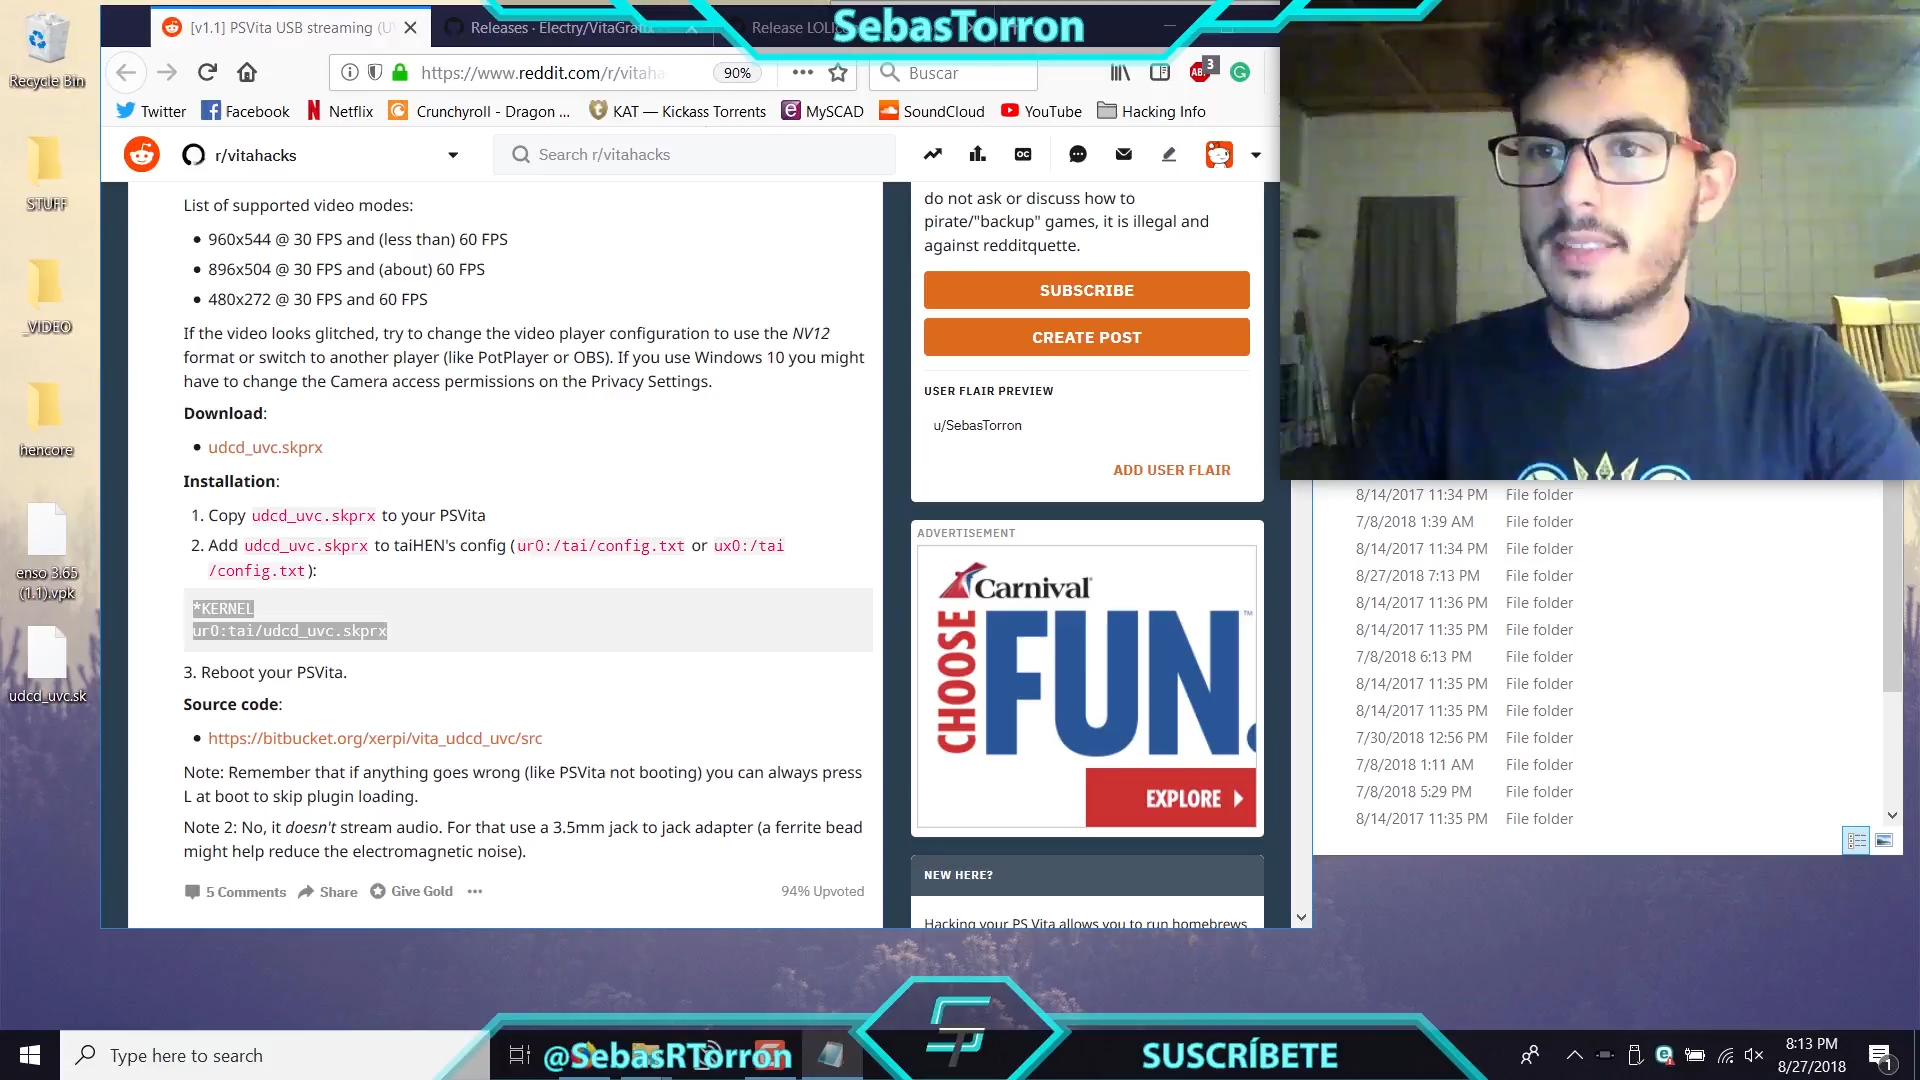 SebasTorron
Recycle Bin
STUFF
_VIDEO
hencore
enso 3.65
(1.1).vpk
udcd_uvc.sk
[v1.1] PSVita USB streaming (U
Releases · Electry/VitaGrafix
Release LOLI
https://www.reddit.com/r/vitaha
90%
Buscar
3
Twitter
Facebook
Netflix
Crunchyroll - Dragon ...
KAT — Kickass Torrents
MySCAD
SoundCloud
YouTube
Hacking Info
r/vitahacks
Search r/vitahacks
OC
List of supported video modes:
• 960x544 @ 30 FPS and (less than) 60 FPS
• 896x504 @ 30 FPS and (about) 60 FPS
• 480x272 @ 30 FPS and 60 FPS
If the video looks glitched, try to change the video player configuration to use the NV12
format or switch to another player (like PotPlayer or OBS). If you use Windows 10 you might
have to change the Camera access permissions on the Privacy Settings.
Download:
• udcd_uvc.skprx
Installation:
1. Copy udcd_uvc.skprx to your PSVita
2. Add udcd_uvc.skprx to taiHEN's config (ur0:/tai/config.txt or ux0:/tai
/config.txt):
*KERNEL
ur0:tai/udcd_uvc.skprx
3. Reboot your PSVita.
Source code:
• https://bitbucket.org/xerpi/vita_udcd_uvc/src
Note: Remember that if anything goes wrong (like PSVita not booting) you can always press
L at boot to skip plugin loading.
Note 2: No, it doesn't stream audio. For that use a 3.5mm jack to jack adapter (a ferrite bead
might help reduce the electromagnetic noise).
5 Comments
Share
Give Gold
94% Upvoted
do not ask or discuss how to
pirate/"backup" games, it is illegal and
against redditquette.
SUBSCRIBE
CREATE POST
USER FLAIR PREVIEW
u/SebasTorron
ADD USER FLAIR
ADVERTISEMENT
Carnival
CHOOSE
FUN.
EXPLORE
NEW HERE?
Hacking your PS Vita allows you to run homebrews
8/14/2017 11:34 PM File folder
7/8/2018 1:39 AM File folder
8/14/2017 11:34 PM File folder
8/27/2018 7:13 PM File folder
8/14/2017 11:36 PM File folder
8/14/2017 11:35 PM File folder
7/8/2018 6:13 PM File folder
8/14/2017 11:35 PM File folder
8/14/2017 11:35 PM File folder
7/30/2018 12:56 PM File folder
7/8/2018 1:11 AM File folder
7/8/2018 5:29 PM File folder
8/14/2017 11:35 PM File folder
Type here to search
@SebasRTorron
SUSCRÍBETE
8:13 PM
8/27/2018
1